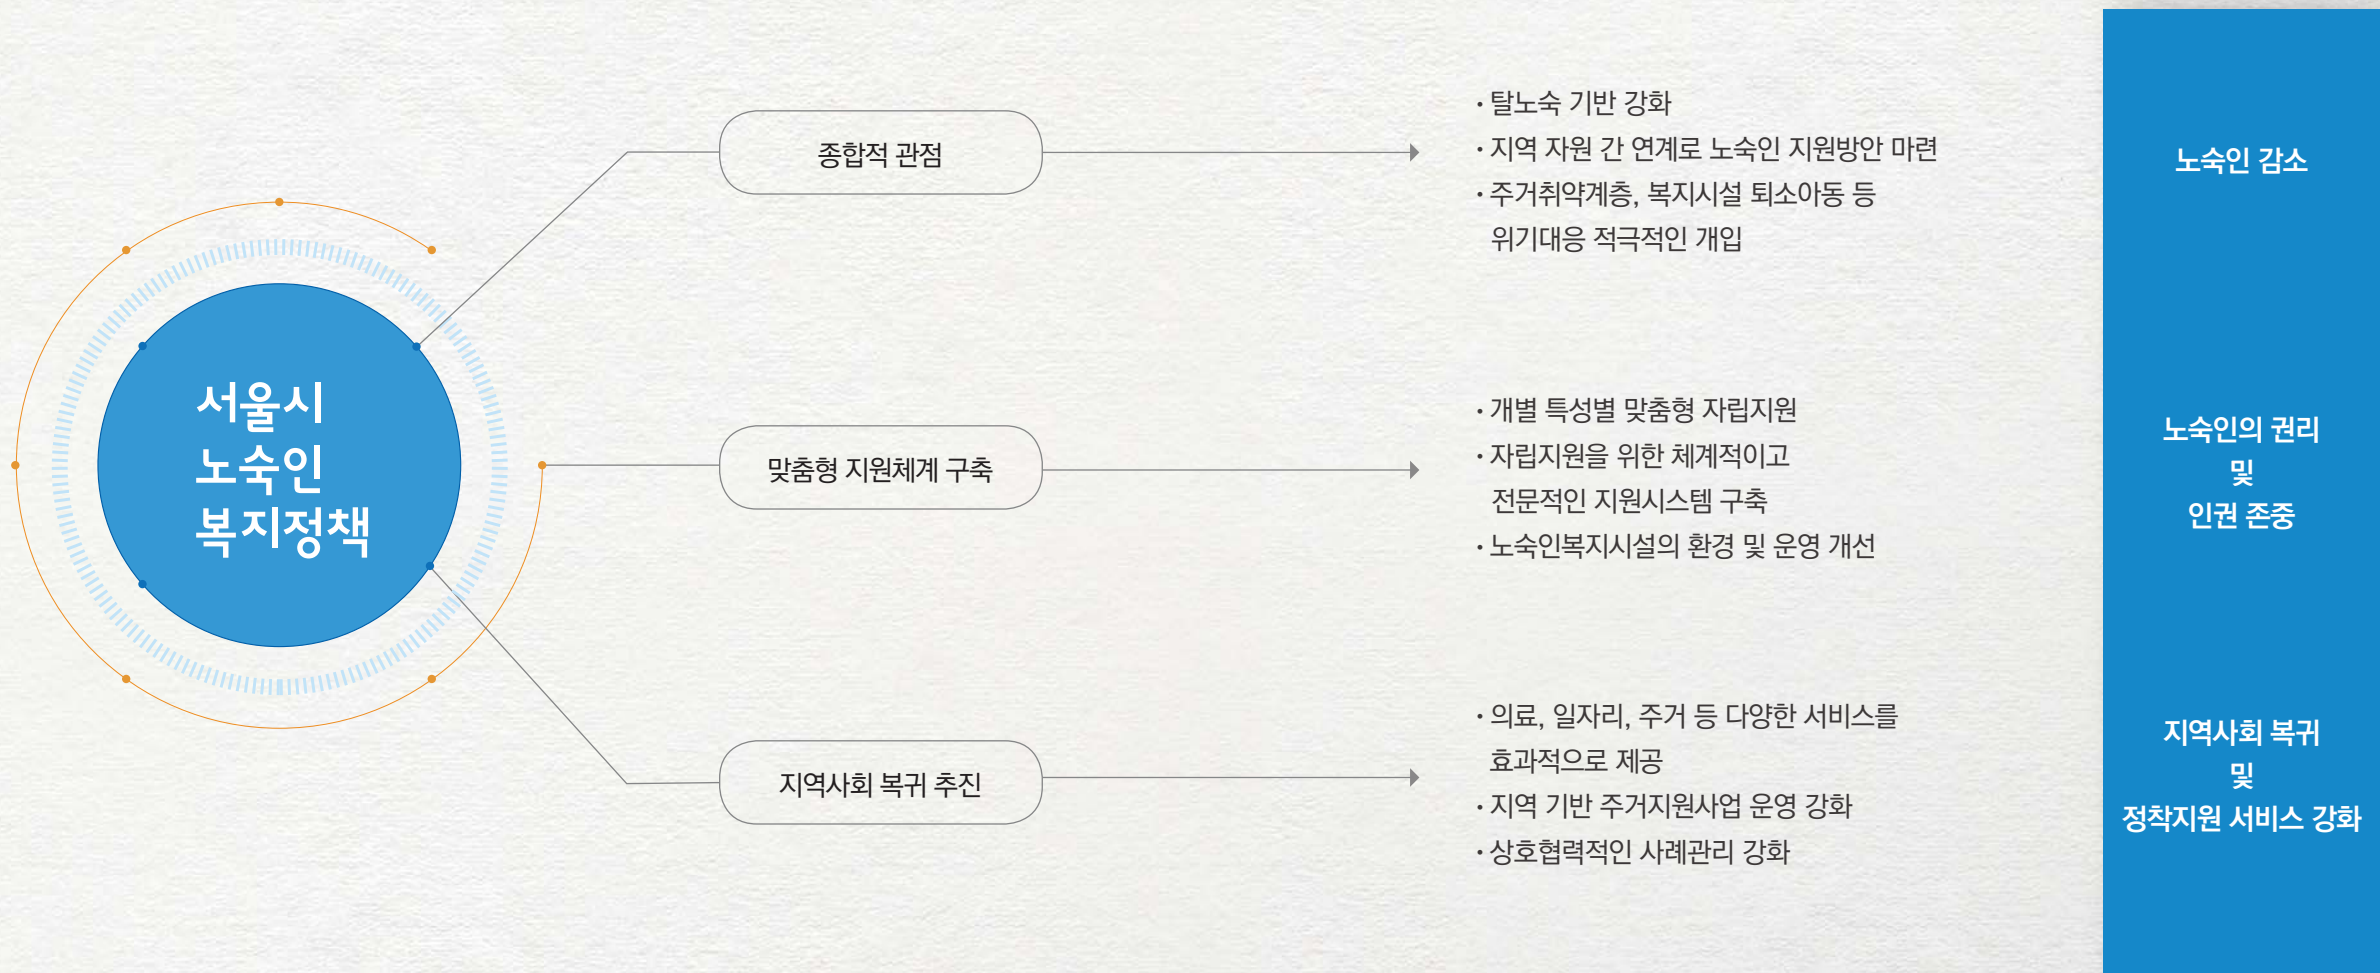 서울시
노숙인
복지정책
종합적 관점
· 탈노숙 기반 강화
· 지역 자원 간 연계로 노숙인 지원방안 마련
· 주거취약계층, 복지시설 퇴소아동 등
위기대응 적극적인 개입
노숙인 감소
맞춤형 지원체계 구축
· 개별 특성별 맞춤형 자립지원
· 자립지원을 위한 체계적이고
전문적인 지원시스템 구축
· 노숙인복지시설의 환경 및 운영 개선
노숙인의 권리
및
인권 존중
지역사회 복귀 추진
· 의료, 일자리, 주거 등 다양한 서비스를
효과적으로 제공
· 지역 기반 주거지원사업 운영 강화
· 상호협력적인 사례관리 강화
지역사회 복귀
및
정착지원 서비스 강화